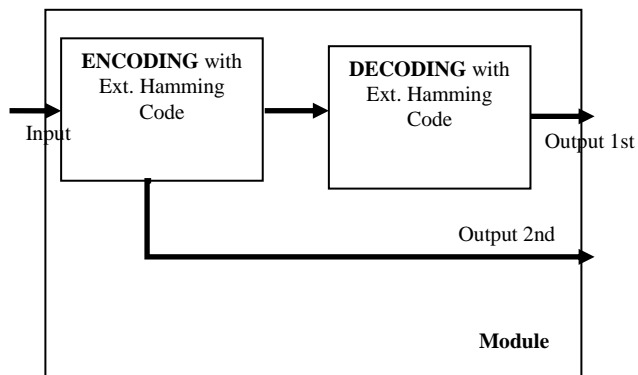 ENCODING with
Ext. Hamming
Code
DECODING with
Ext. Hamming
Code
Input
Output 1st
Output 2nd
Module